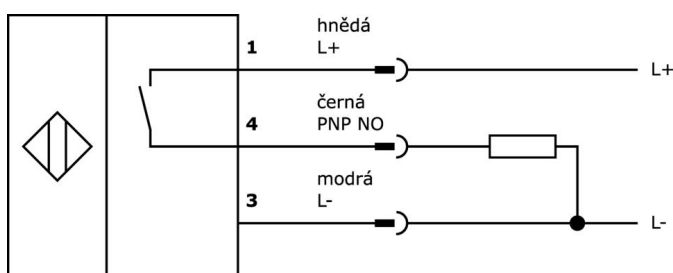 hnědá
1 L+
L+
černá
4 PNP NO
modrá
3 L-
L-